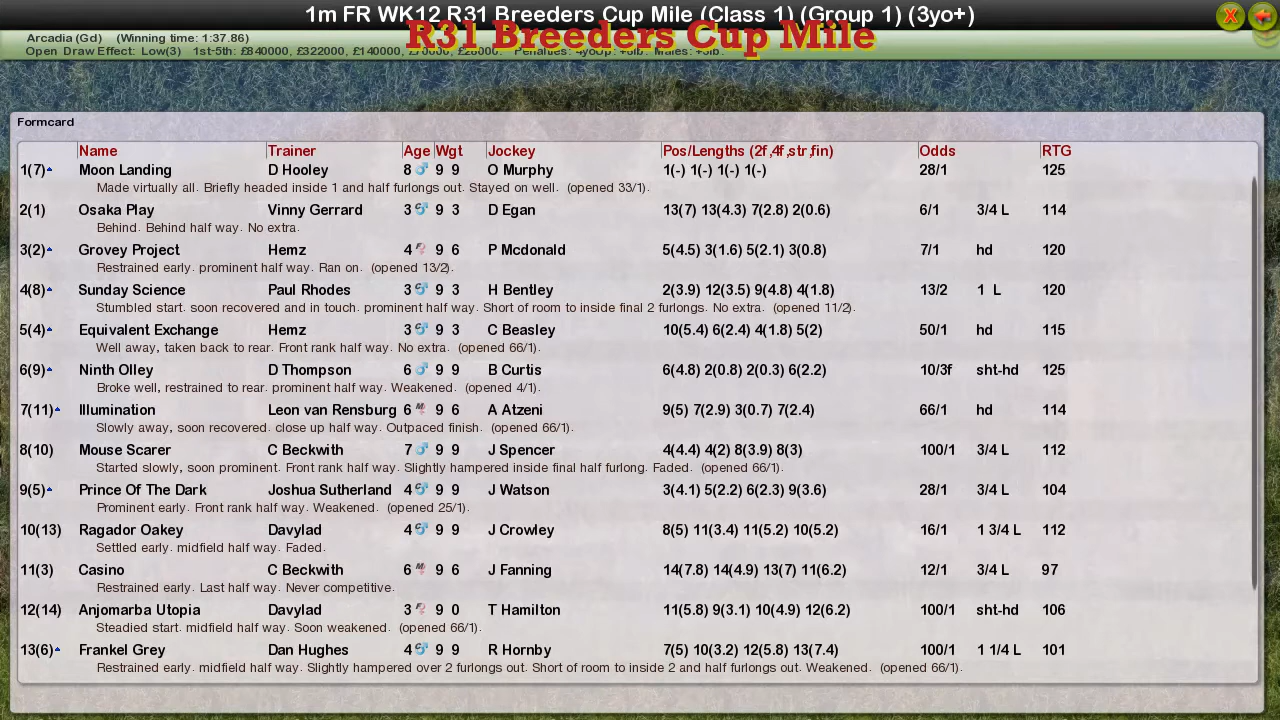 1m FR WK12 R31 Breeders Cup Mile (Class 1) (Group 1) (3yo+)
R31 Breeders Cup Mile
Arcadia (Gd) (Winning time: 1:37.86)
Open Draw Effect: Low(3) 1st-5th: £840000, £322000, £140000, £70000, £28000. Penalties: 4yoUp: +6lb. Males: +3lb.
Formcard
Name Trainer Age Wgt Jockey Pos/Lengths (2f,4f,str,fin) Odds RTG
1(7) Moon Landing D Hooley 8 9 9 O Murphy 1(-) 1(-) 1(-) 1(-) 28/1 125
Made virtually all. Briefly headed inside 1 and half furlongs out. Stayed on well. (opened 33/1).
2(1) Osaka Play Vinny Gerrard 3 9 3 D Egan 13(7) 13(4.3) 7(2.8) 2(0.6) 6/1 3/4 L 114
Behind. Behind half way. No extra.
3(2) Grovey Project Hemz 4 9 6 P Mcdonald 5(4.5) 3(1.6) 5(2.1) 3(0.8) 7/1 hd 120
Restrained early. prominent half way. Ran on. (opened 13/2).
4(8) Sunday Science Paul Rhodes 3 9 3 H Bentley 2(3.9) 12(3.5) 9(4.8) 4(1.8) 13/2 1 L 120
Stumbled start. soon recovered and in touch. prominent half way. Short of room to inside final 2 furlongs. No extra. (opened 11/2).
5(4) Equivalent Exchange Hemz 3 9 3 C Beasley 10(5.4) 6(2.4) 4(1.8) 5(2) 50/1 hd 115
Well away, taken back to rear. Front rank half way. No extra. (opened 66/1).
6(9) Ninth Olley D Thompson 6 9 9 B Curtis 6(4.8) 2(0.8) 2(0.3) 6(2.2) 10/3f sht-hd 125
Broke well, restrained to rear. prominent half way. Weakened. (opened 4/1).
7(11) Illumination Leon van Rensburg 6 9 6 A Atzeni 9(5) 7(2.9) 3(0.7) 7(2.4) 66/1 hd 114
Slowly away, soon recovered. close up half way. Outpaced finish. (opened 66/1).
8(10) Mouse Scarer C Beckwith 7 9 9 J Spencer 4(4.4) 4(2) 8(3.9) 8(3) 100/1 3/4 L 112
Started slowly, soon prominent. Front rank half way. Slightly hampered inside final half furlong. Faded. (opened 66/1).
9(5) Prince Of The Dark Joshua Sutherland 4 9 9 J Watson 3(4.1) 5(2.2) 6(2.3) 9(3.6) 28/1 3/4 L 104
Prominent early. Front rank half way. Weakened. (opened 25/1).
10(13) Ragador Oakey Davylad 4 9 9 J Crowley 8(5) 11(3.4) 11(5.2) 10(5.2) 16/1 1 3/4 L 112
Settled early. midfield half way. Faded.
11(3) Casino C Beckwith 6 9 6 J Fanning 14(7.8) 14(4.9) 13(7) 11(6.2) 12/1 3/4 L 97
Restrained early. Last half way. Never competitive.
12(14) Anjomarba Utopia Davylad 3 9 0 T Hamilton 11(5.8) 9(3.1) 10(4.9) 12(6.2) 100/1 sht-hd 106
Steadied start. midfield half way. Soon weakened. (opened 66/1).
13(6) Frankel Grey Dan Hughes 4 9 9 R Hornby 7(5) 10(3.2) 12(5.8) 13(7.4) 100/1 1 1/4 L 101
Restrained early. midfield half way. Slightly hampered over 2 furlongs out. Short of room to inside 2 and half furlongs out. Weakened. (opened 66/1).